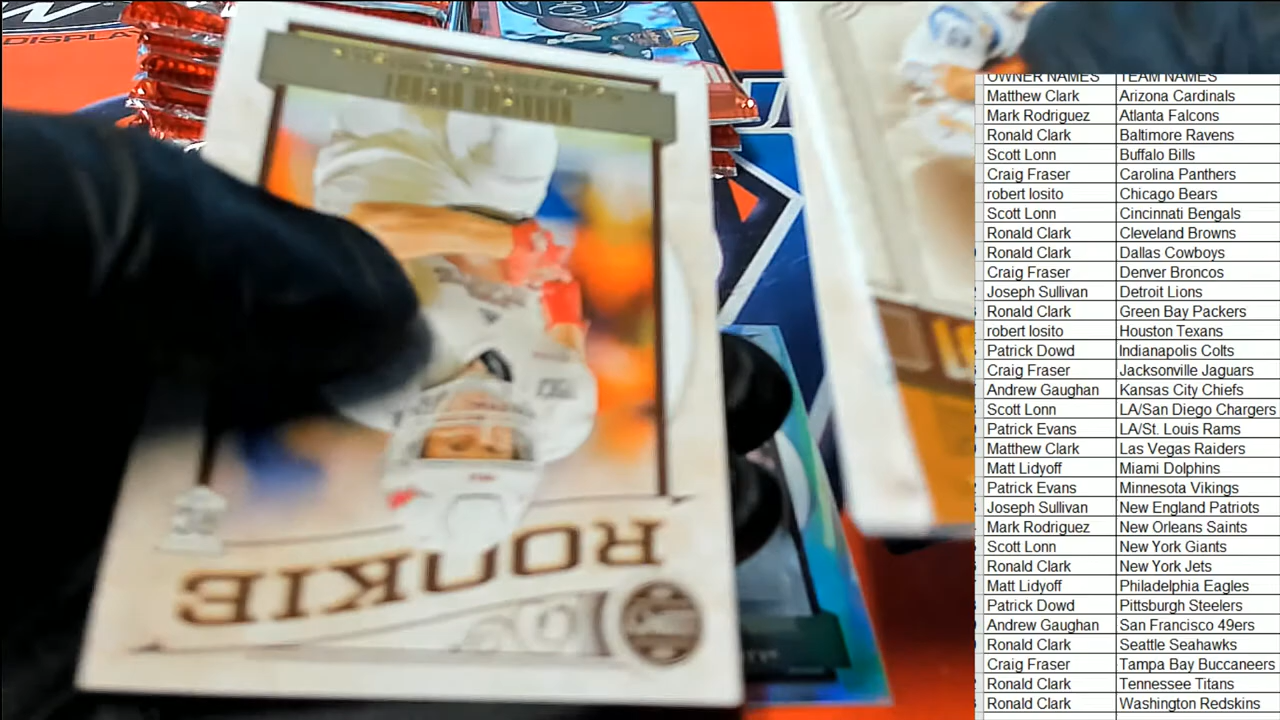 DISPLA
ROOKIE
OWNER NAMES TEAM NAMES
Matthew Clark Arizona Cardinals
Mark Rodriguez Atlanta Falcons
Ronald Clark Baltimore Ravens
Scott Lonn Buffalo Bills
Craig Fraser Carolina Panthers
robert losito Chicago Bears
Scott Lonn Cincinnati Bengals
Ronald Clark Cleveland Browns
Ronald Clark Dallas Cowboys
Craig Fraser Denver Broncos
Joseph Sullivan Detroit Lions
Ronald Clark Green Bay Packers
robert losito Houston Texans
Patrick Dowd Indianapolis Colts
Craig Fraser Jacksonville Jaguars
Andrew Gaughan Kansas City Chiefs
Scott Lonn LA/San Diego Chargers
Patrick Evans LA/St. Louis Rams
Matthew Clark Las Vegas Raiders
Matt Lidyoff Miami Dolphins
Patrick Evans Minnesota Vikings
Joseph Sullivan New England Patriots
Mark Rodriguez New Orleans Saints
Scott Lonn New York Giants
Ronald Clark New York Jets
Matt Lidyoff Philadelphia Eagles
Patrick Dowd Pittsburgh Steelers
Andrew Gaughan San Francisco 49ers
Ronald Clark Seattle Seahawks
Craig Fraser Tampa Bay Buccaneers
Ronald Clark Tennessee Titans
Ronald Clark Washington Redskins